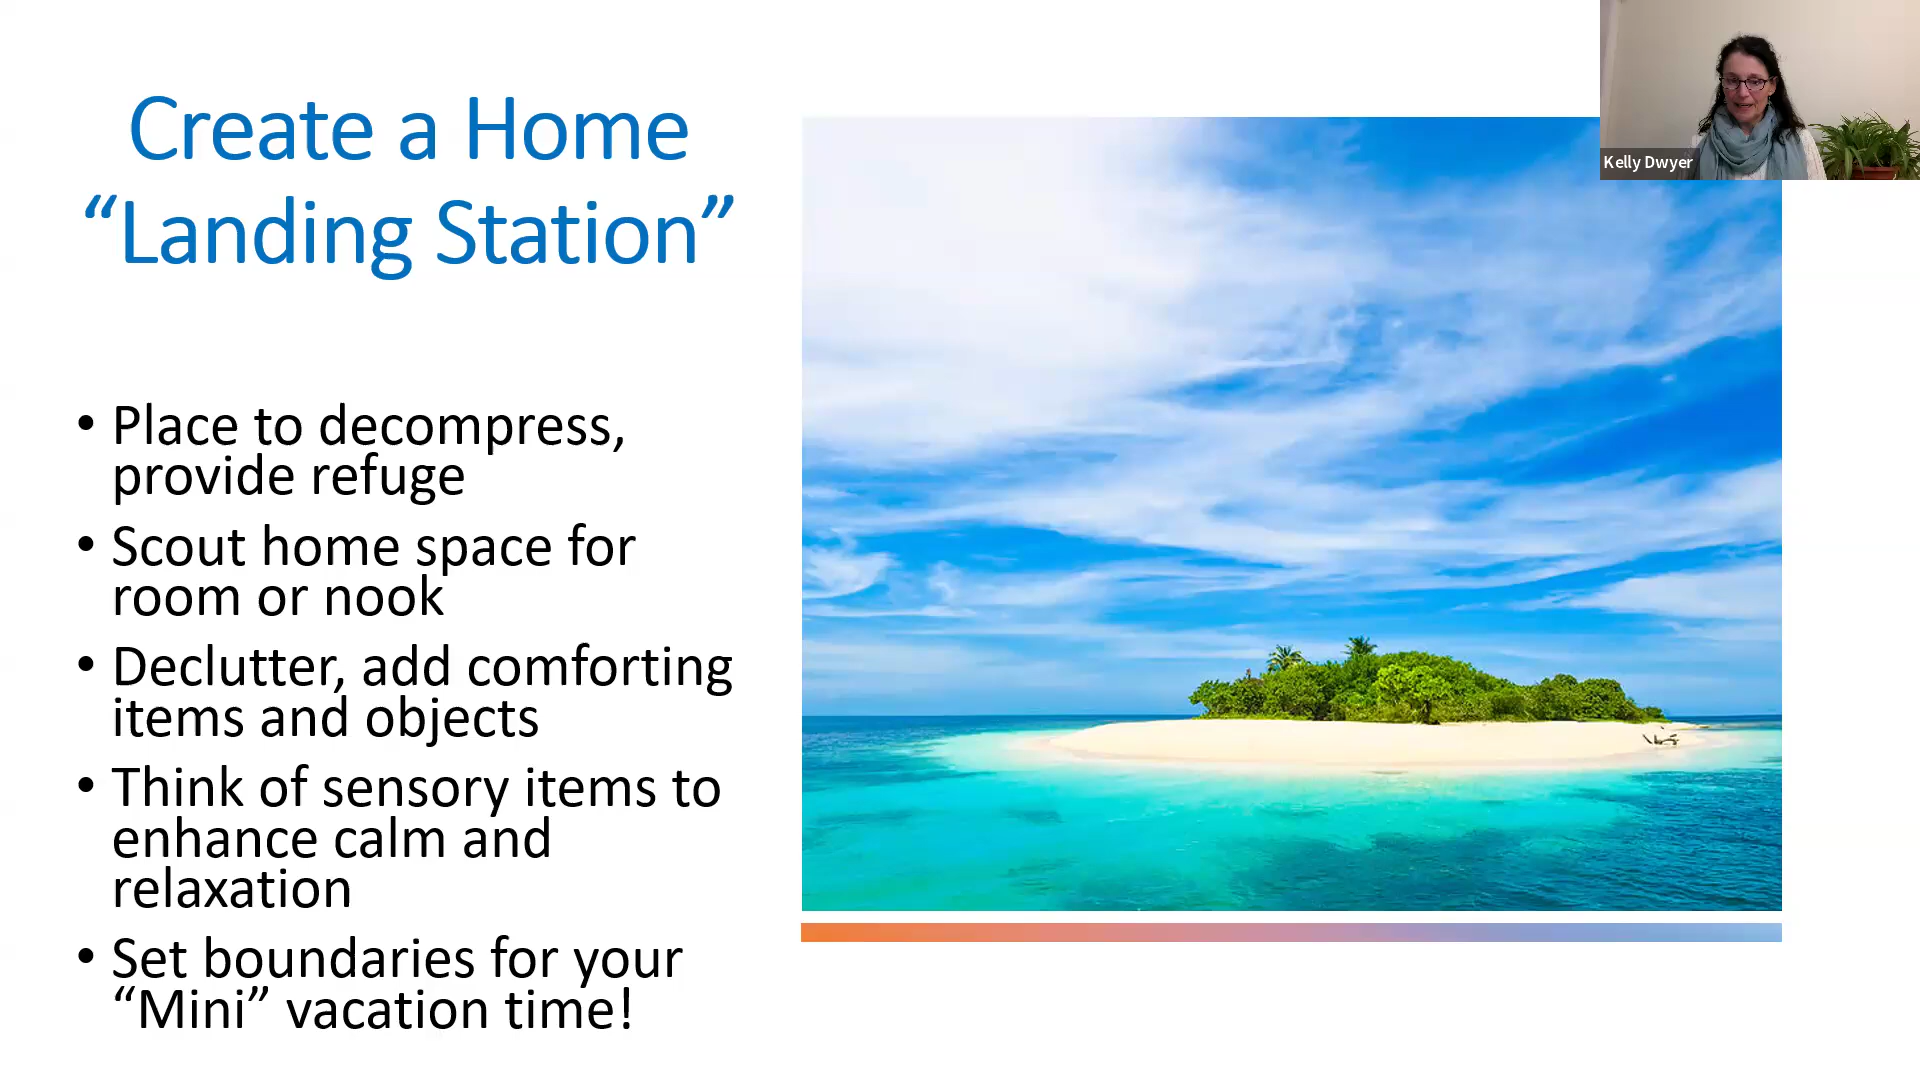 Create a Home
“Landing Station”
• Place to decompress,
provide refuge
• Scout home space for
room or nook
• Declutter, add comforting
items and objects
• Think of sensory items to
enhance calm and
relaxation
• Set boundaries for your
“Mini” vacation time!
Kelly Dwyer